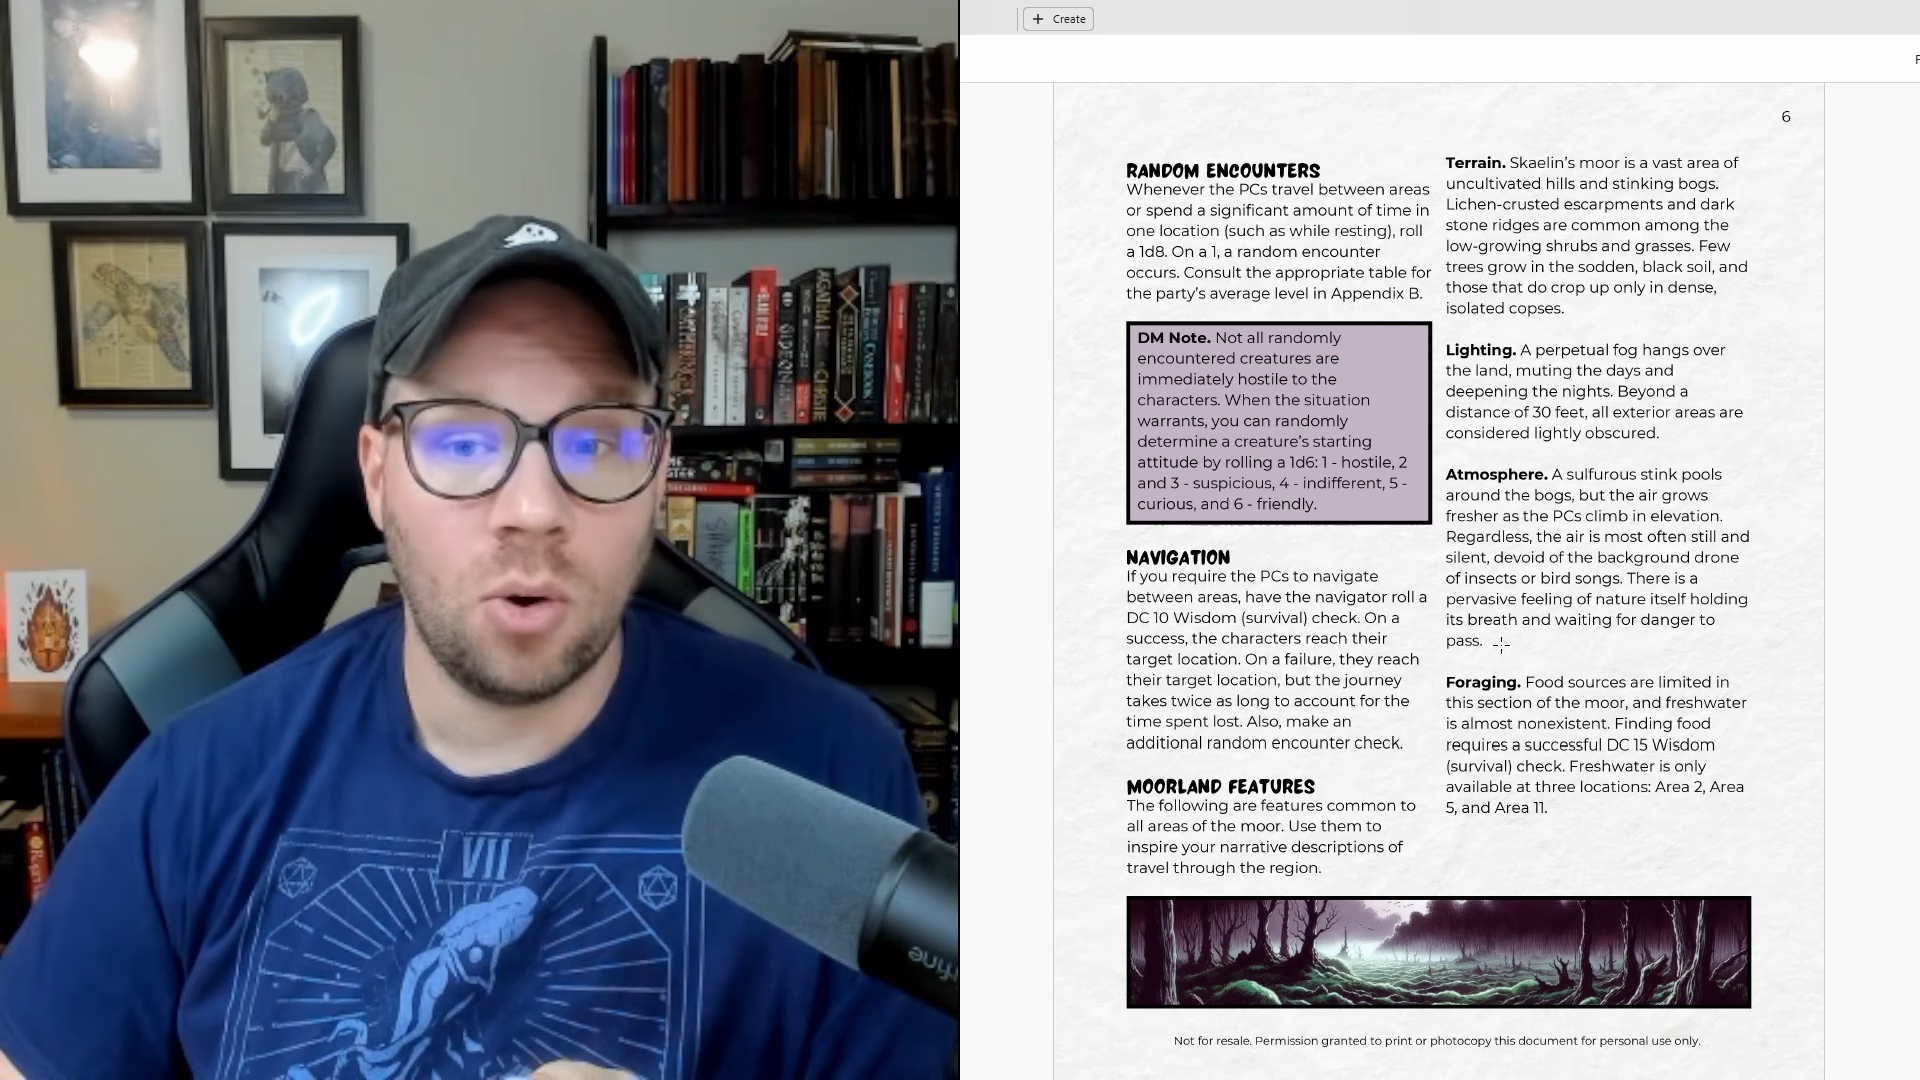 Create
6
RANDOM ENCOUNTERS
Whenever the PCs travel between areas
or spend a significant amount of time in
one location (such as while resting), roll
a 1d8. On a 1, a random encounter
occurs. Consult the appropriate table for
the party's average level in Appendix B.
DM Note. Not all randomly
encountered creatures are
immediately hostile to the
characters. When the situation
warrants, you can randomly
determine a creature's starting
attitude by rolling a 1d6: 1 - hostile, 2
and 3 - suspicious, 4 - indifferent, 5 -
curious, and 6 - friendly.
NAVIGATION
If you require the PCs to navigate
between areas, have the navigator roll a
DC 10 Wisdom (survival) check. On a
success, the characters reach their
target location. On a failure, they reach
their target location, but the journey
takes twice as long to account for the
time spent lost. Also, make an
additional random encounter check.
MOORLAND FEATURES
The following are features common to
all areas of the moor. Use them to
inspire your narrative descriptions of
travel through the region.
Terrain. Skaelin's moor is a vast area of
uncultivated hills and stinking bogs.
Lichen-crusted escarpments and dark
stone ridges are common among the
low-growing shrubs and grasses. Few
trees grow in the sodden, black soil, and
those that do crop up only in dense,
isolated copses.
Lighting. A perpetual fog hangs over
the land, muting the days and
deepening the nights. Beyond a
distance of 30 feet, all exterior areas are
considered lightly obscured.
Atmosphere. A sulfurous stink pools
around the bogs, but the air grows
fresher as the PCs climb in elevation.
Regardless, the air is most often still and
silent, devoid of the background drone
of insects or bird songs. There is a
pervasive feeling of nature itself holding
its breath and waiting for danger to
pass.
Foraging. Food sources are limited in
this section of the moor, and freshwater
is almost nonexistent. Finding food
requires a successful DC 15 Wisdom
(survival) check. Freshwater is only
available at three locations: Area 2, Area
5, and Area 11.
Not for resale. Permission granted to print or photocopy this document for personal use only.
VII
AGATHA